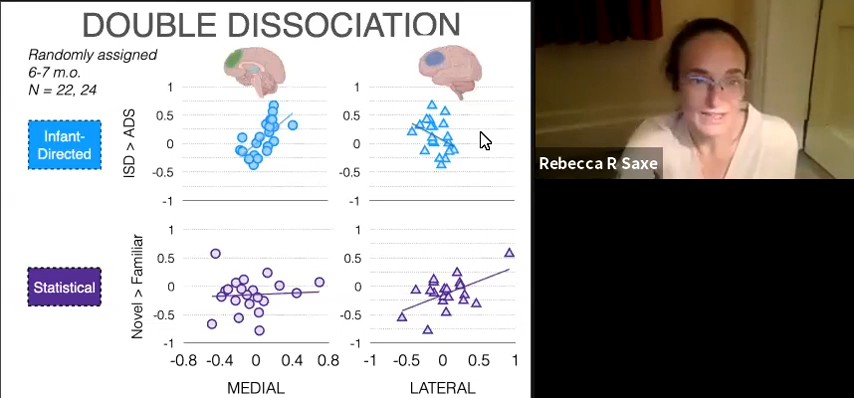 DOUBLE DISSOCIATION
Randomly assigned
6-7 m.o.
N = 22, 24
Infant-
Directed
ISD > ADS
1
0.5
0
-0.5
-1
1
0.5
0
-0.5
-1
Statistical
Novel > Familiar
1
0.5
0
-0.5
-1
1
0.5
0
-0.5
-1
-0.8 -0.4 0 0.4 0.8
-1 -0.5 0 0.5 1
MEDIAL
LATERAL
Rebecca R Saxe